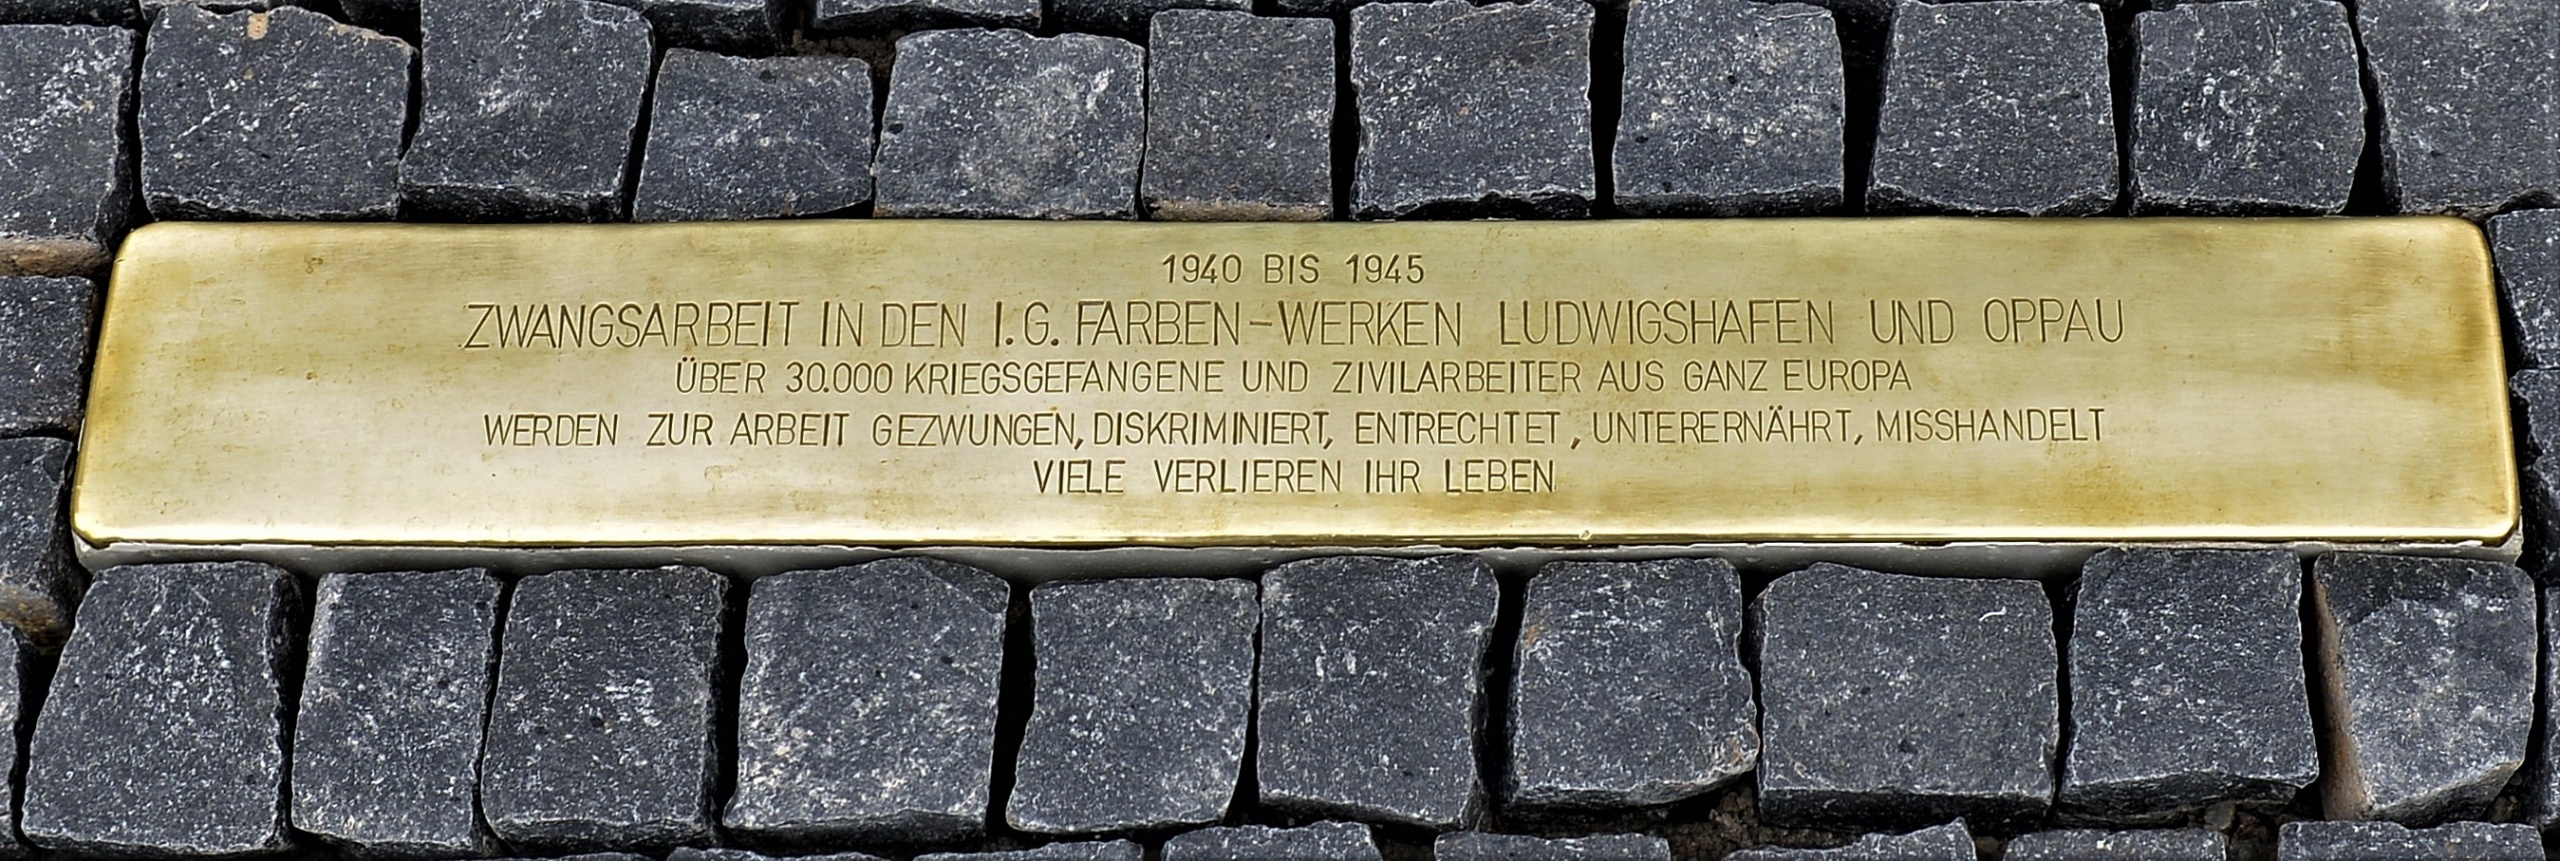 1940 BIS 1945
ZWANGSARBEIT IN DEN I.G. FARBEN-WERKEN LUDWIGSHAFEN UND OPPAU
ÜBER 30.000 KRIEGSGEFANGENE UND ZIVILARBEITER AUS GANZ EUROPA
WERDEN ZUR ARBEIT GEZWUNGEN, DISKRIMINIERT, ENTRECHTET, UNTERERNÄHRT, MISSHANDELT
VIELE VERLIEREN IHR LEBEN